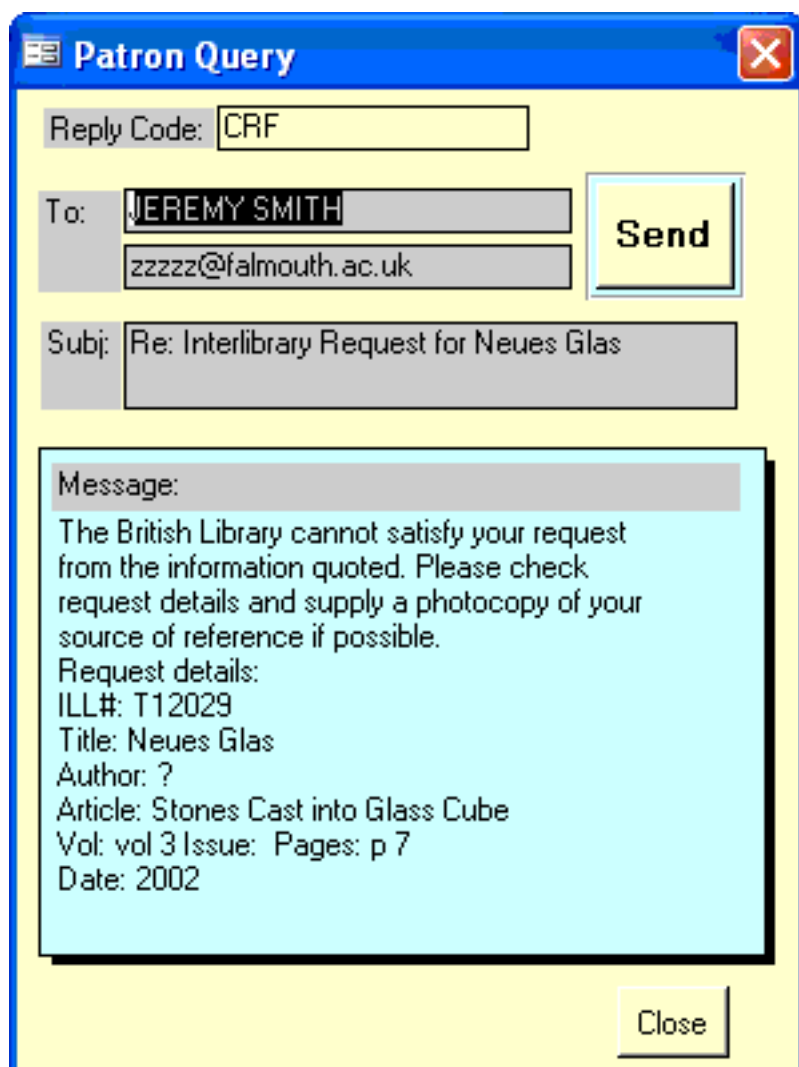 Patron Query
Reply Code: CRF
To: JEREMY SMITH
Send
zzzzz@falmouth.ac.uk
Subj: Re: Interlibrary Request for Neues Glas
Message:
The British Library cannot satisfy your request
from the information quoted. Please check
request details and supply a photocopy of your
source of reference if possible.
Request details:
ILL#: T12029
Title: Neues Glas
Author: ?
Article: Stones Cast into Glass Cube
Vol: vol 3 Issue:  Pages: p 7
Date: 2002
Close